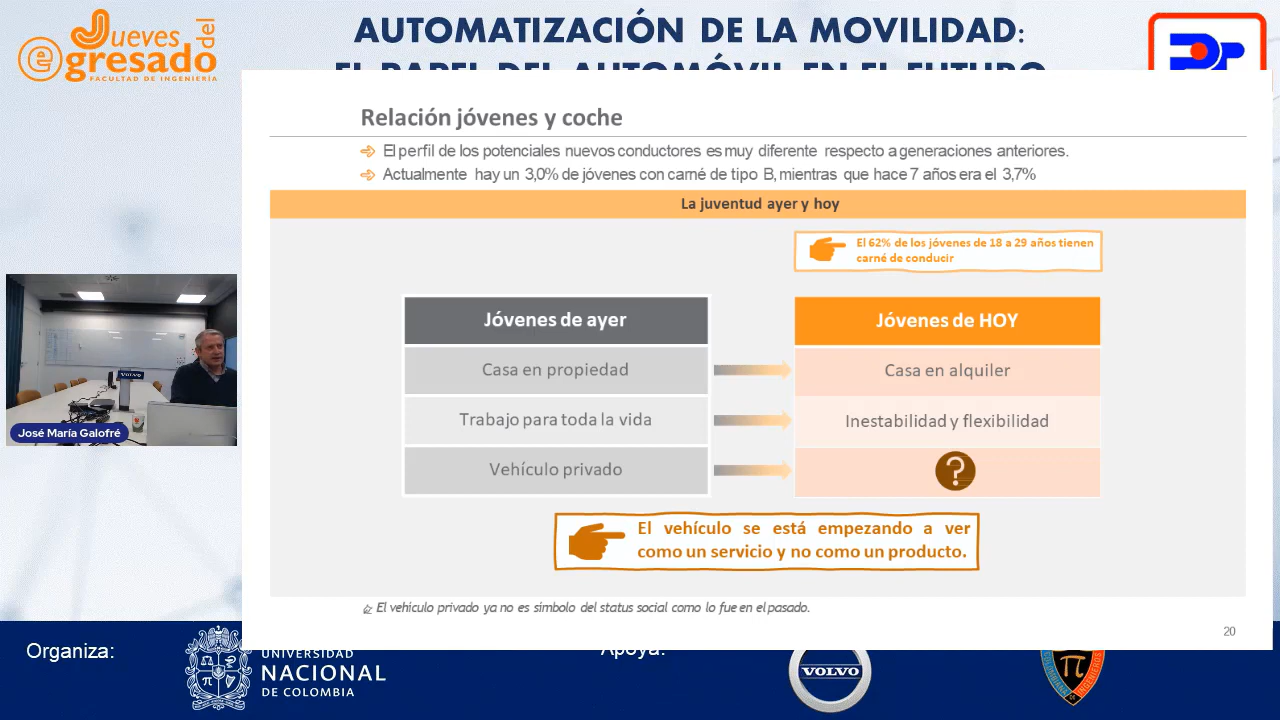 Jueves
del
egresado
FACULTAD DE INGENIERÍA
AUTOMATIZACIÓN DE LA MOVILIDAD:
EL PAPEL DEL AUTOMÓVIL EN EL FUTURO
Relación jóvenes y coche
El perfil de los potenciales nuevos conductores es muy diferente respecto a generaciones anteriores.
Actualmente hay un 3,0% de jóvenes con carné de tipo B, mientras que hace 7 años era el 3,7%
La juventud ayer y hoy
El 62% de los jóvenes de 18 a 29 años tienen
carné de conducir
Jóvenes de ayer
Jóvenes de HOY
Casa en propiedad
Casa en alquiler
Trabajo para toda la vida
Inestabilidad y flexibilidad
Vehículo privado
?
El vehículo se está empezando a ver
como un servicio y no como un producto.
El vehículo privado ya no es símbolo del status social como lo fue en el pasado.
20
VOLVO
José María Galofré
Organiza:
UNIVERSIDAD
NACIONAL
DE COLOMBIA
Apoya:
VOLVO